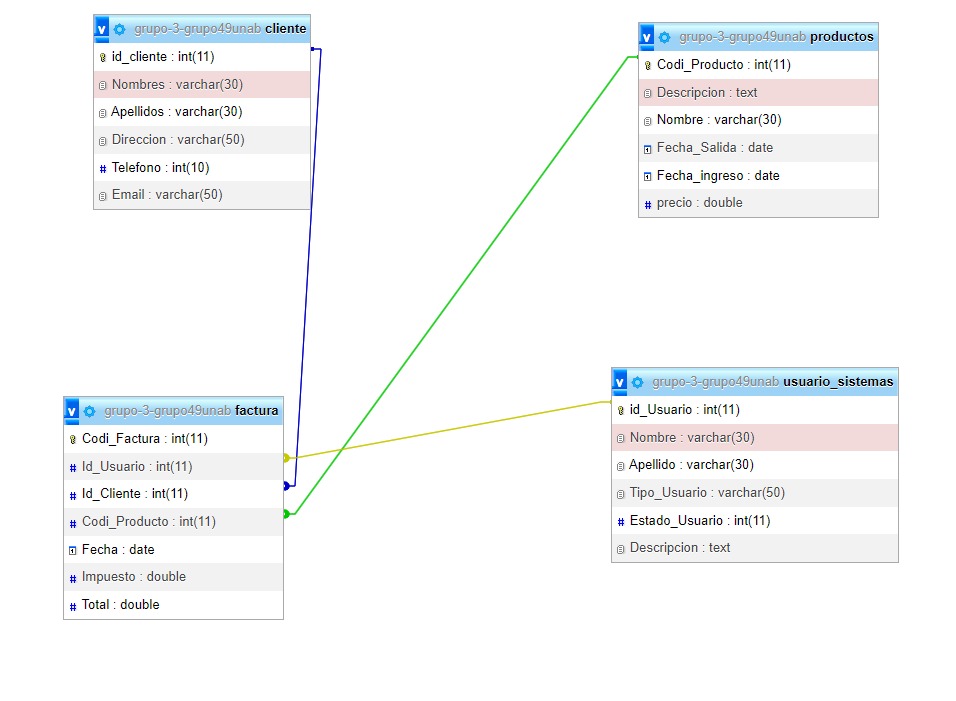 v grupo-3-grupo49unab cliente
id_cliente : int(11)
Nombres : varchar(30)
Apellidos : varchar(30)
Direccion : varchar(50)
# Telefono : int(10)
Email : varchar(50)
v grupo-3-grupo49unab productos
Codi_Producto : int(11)
Descripcion : text
Nombre : varchar(30)
Fecha_Salida : date
Fecha_ingreso : date
# precio : double
v grupo-3-grupo49unab factura
Codi_Factura : int(11)
# Id_Usuario : int(11)
# Id_Cliente : int(11)
# Codi_Producto : int(11)
Fecha : date
# Impuesto : double
# Total : double
v grupo-3-grupo49unab usuario_sistemas
id_Usuario : int(11)
Nombre : varchar(30)
Apellido : varchar(30)
Tipo_Usuario : varchar(50)
# Estado_Usuario : int(11)
Descripcion : text